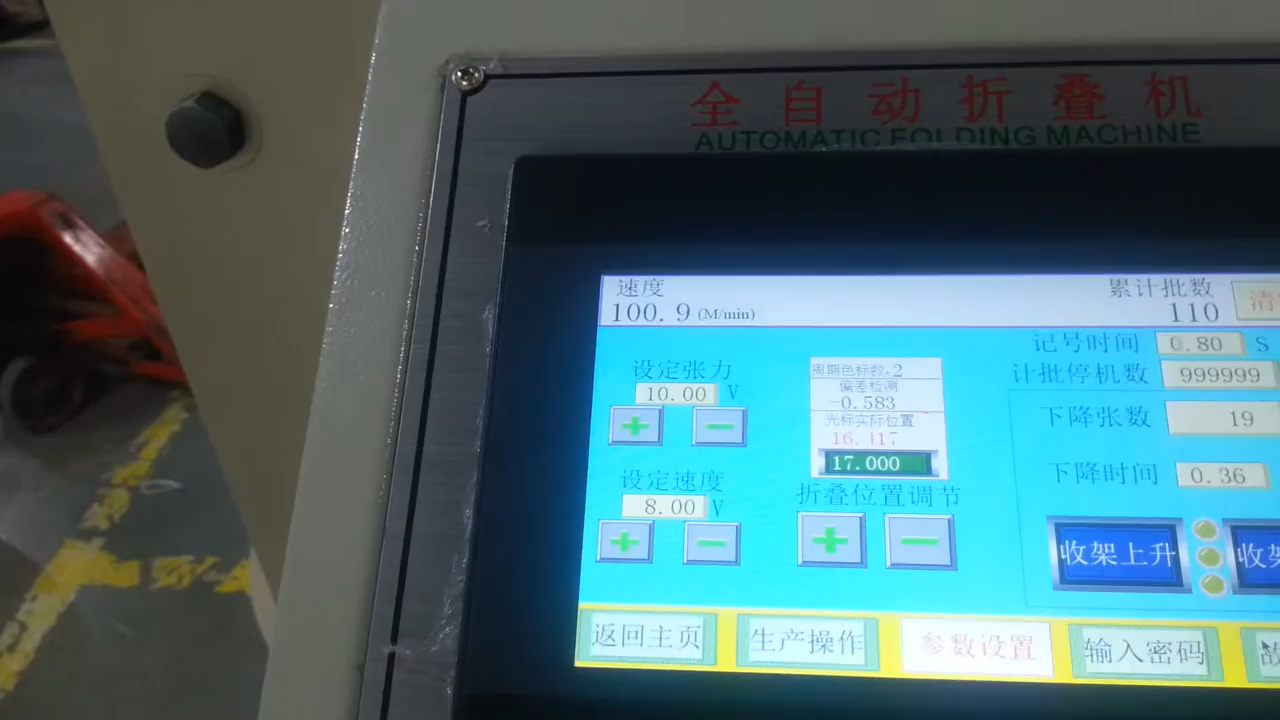 全自动折叠机
AUTOMATIC FOLDING MACHINE
速度
100.9 (M/min)
累计批数
110
清
记号时间 0.80 S
计批停机数 999999
设定张力
10.00 V
+ −
周期色标数:2
偏差检测
-0.583
光标实际位置
17.000
下降张数 19
下降时间 0.36
设定速度
8.00 V
+ −
折叠位置调节
+ −
收架上升
收架
返回主页
生产操作
参数设置
输入密码
故